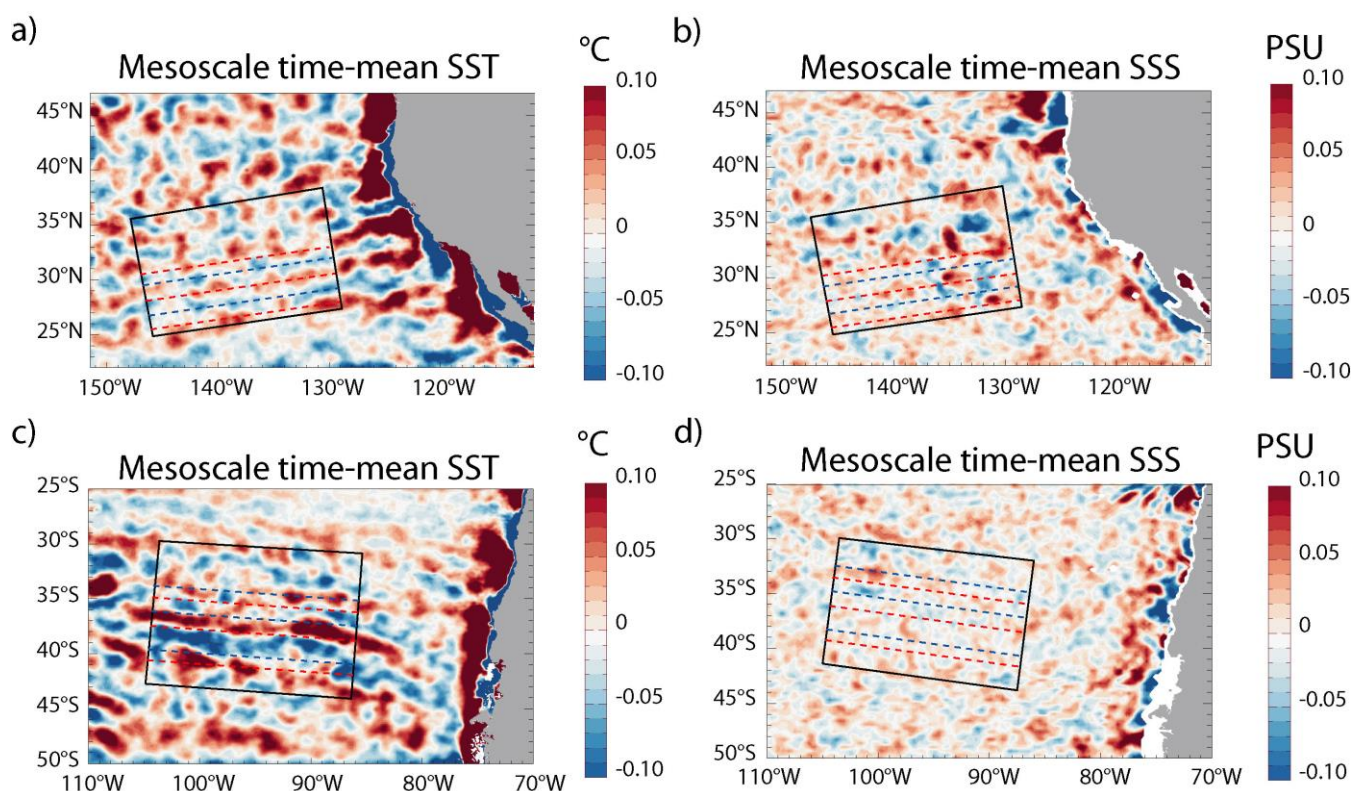 a)
Mesoscale time-mean SST
°C
45°N
40°N
35°N
30°N
25°N
150°W 140°W 130°W 120°W
0.10
0.05
0
-0.05
-0.10
b)
Mesoscale time-mean SSS
PSU
45°N
40°N
35°N
30°N
25°N
150°W 140°W 130°W 120°W
0.10
0.05
0
-0.05
-0.10
c)
Mesoscale time-mean SST
°C
25°S
30°S
35°S
40°S
45°S
50°S
110°W 100°W 90°W 80°W 70°W
0.10
0.05
0
-0.05
-0.10
d)
Mesoscale time-mean SSS
PSU
25°S
30°S
35°S
40°S
45°S
50°S
110°W 100°W 90°W 80°W 70°W
0.10
0.05
0
-0.05
-0.10